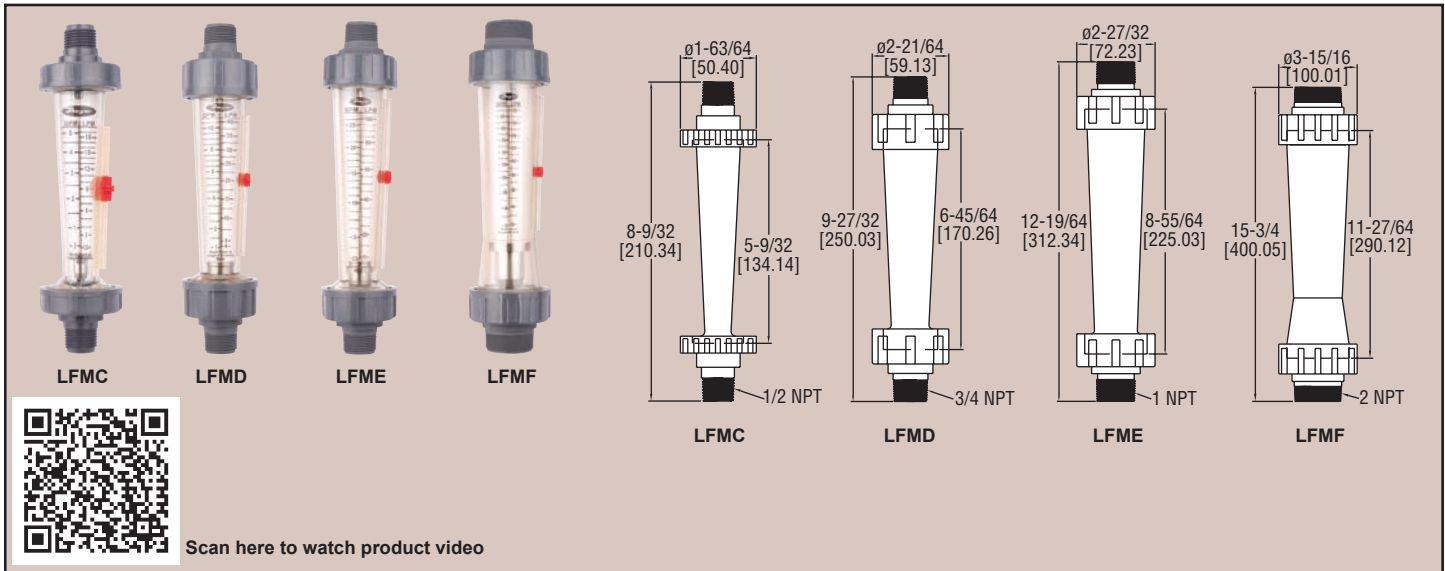 LFMC
LFMD
LFME
LFMF
ø1-63/64
[50.40]
8-9/32
[210.34]
5-9/32
[134.14]
1/2 NPT
LFMC
ø2-21/64
[59.13]
9-27/32
[250.03]
6-45/64
[170.26]
3/4 NPT
LFMD
ø2-27/32
[72.23]
12-19/64
[312.34]
8-55/64
[225.03]
1 NPT
LFME
ø3-15/16
[100.01]
15-3/4
[400.05]
11-27/64
[290.12]
2 NPT
LFMF
Scan here to watch product video